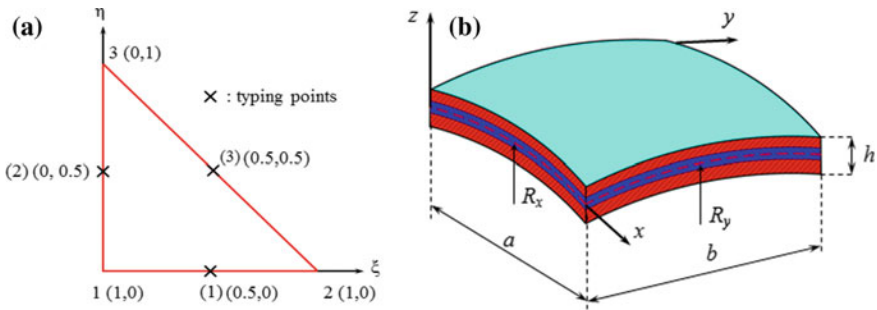 (a)
η
3 (0,1)
× : typing points
(2) (0, 0.5)
(3) (0.5,0.5)
ξ
1 (1,0)
(1) (0.5,0)
2 (1,0)
(b)
z
y
h
R_x
R_y
x
a
b